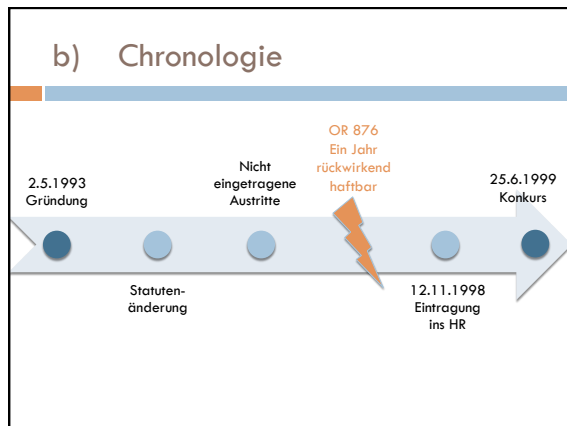 b) Chronologie
2.5.1993
Gründung
Statuten-
änderung
Nicht
eingetragene
Austritte
OR 876
Ein Jahr
rückwirkend
haftbar
12.11.1998
Eintragung
ins HR
25.6.1999
Konkurs